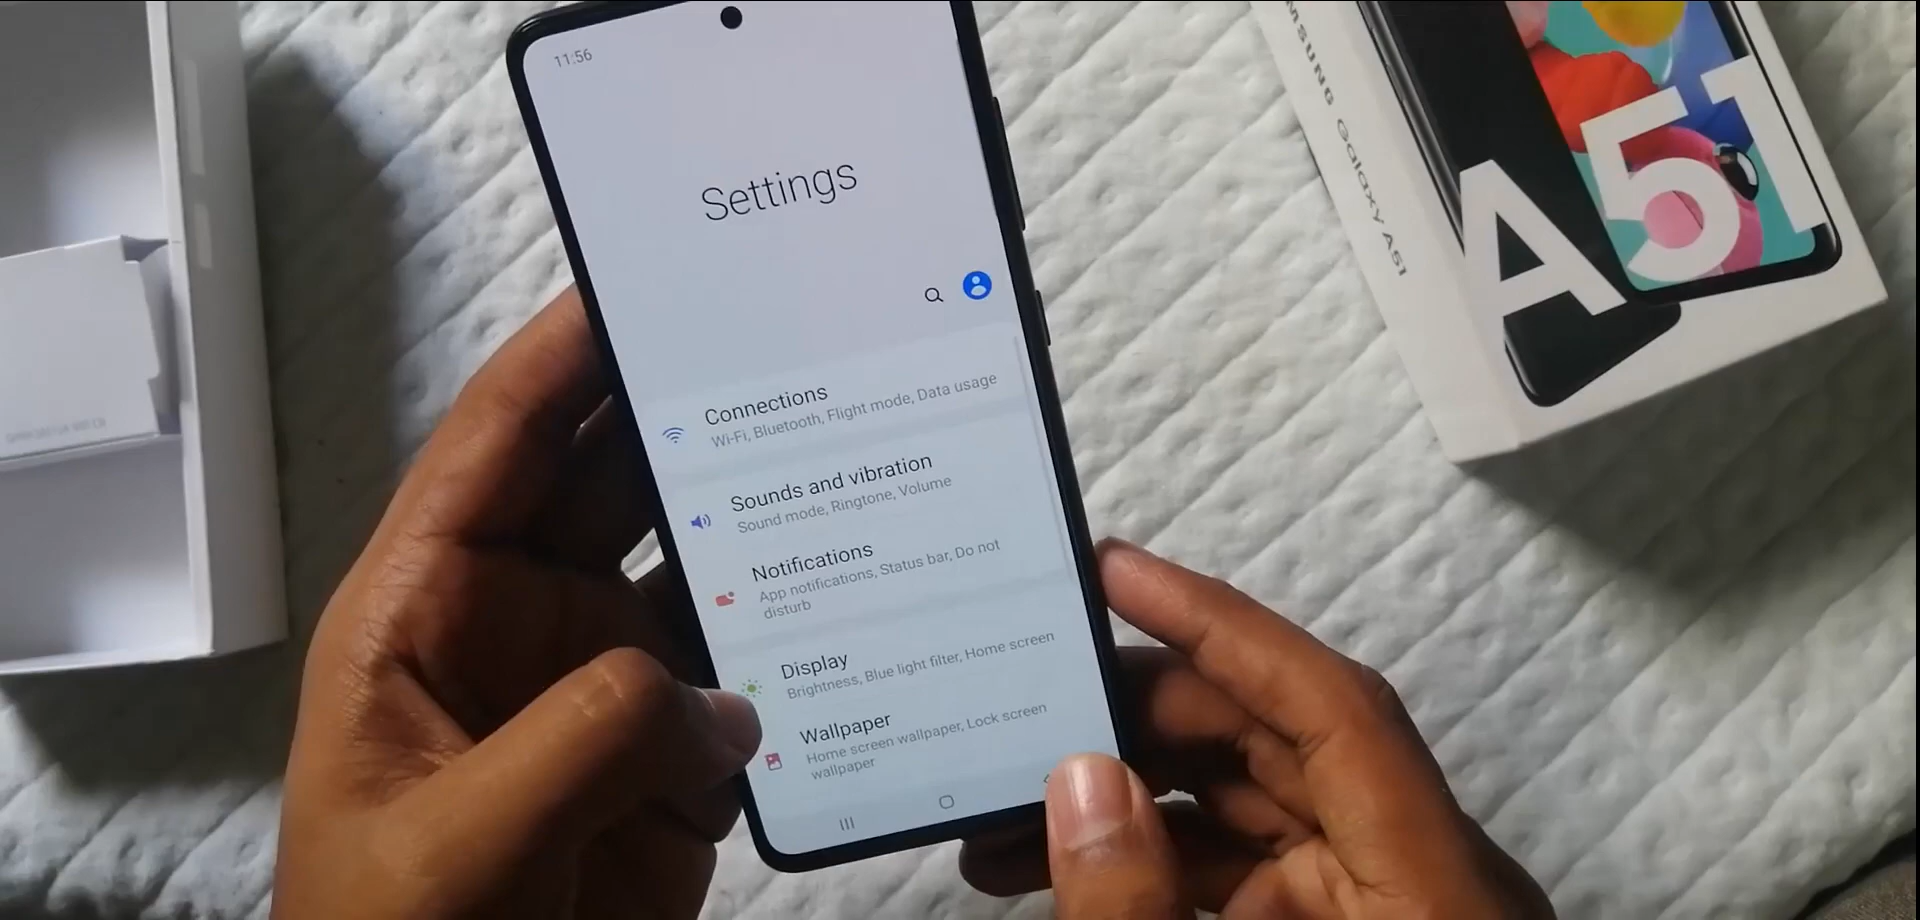 11:56
Settings
Connections
Wi-Fi, Bluetooth, Flight mode, Data usage
Sounds and vibration
Sound mode, Ringtone, Volume
Notifications
App notifications, Status bar, Do not
disturb
Display
Brightness, Blue light filter, Home screen
Wallpaper
Home screen wallpaper, Lock screen
wallpaper
MSUNG Galaxy A51
A51